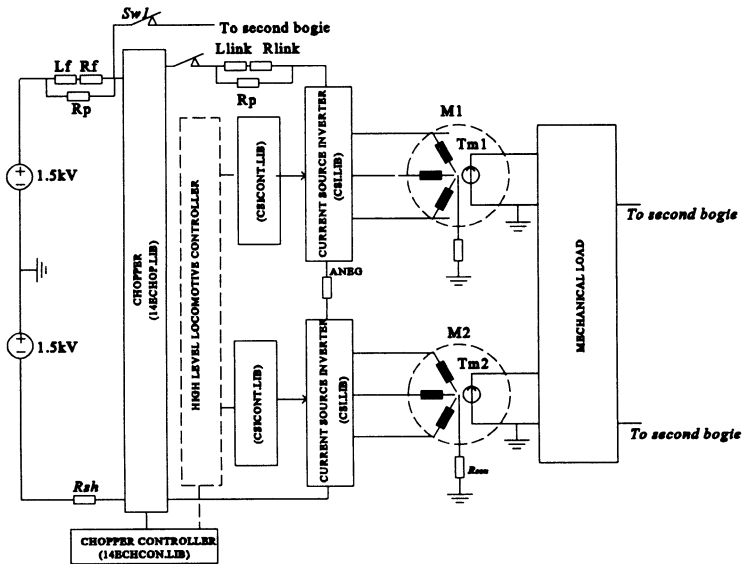 Sw1
To second bogie
Lf Rf
Rp
Llink Rlink
Rp
1.5kV
1.5kV
Rsh
CHOPPER
(14ECHOP.LIB)
HIGH LEVEL LOCOMOTIVE CONTROLLER
(CSICONT.LIB)
(CSICONT.LIB)
CURRENT SOURCE INVERTER
(CSI.LIB)
ANEG
CURRENT SOURCE INVERTER
(CSI.LIB)
M1
Tm1
M2
Tm2
MECHANICAL LOAD
To second bogie
To second bogie
CHOPPER CONTROLLER
(14ECHCON.LIB)